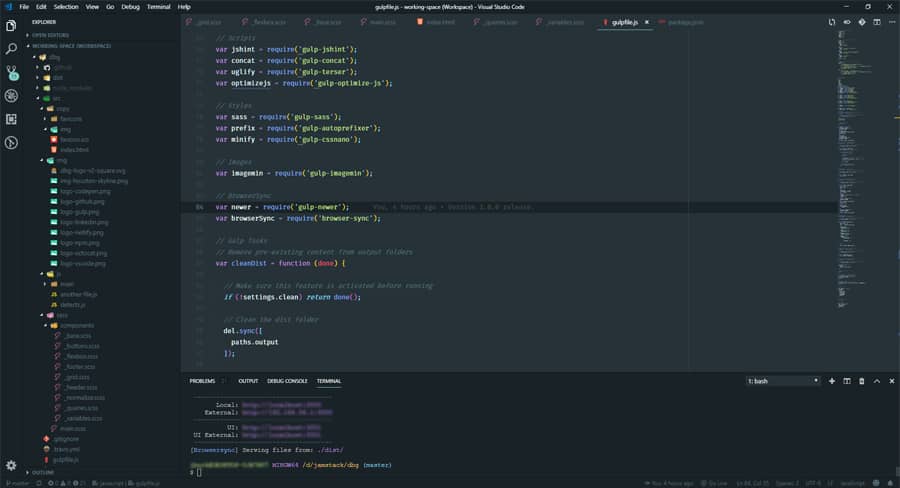 File Edit Selection View Go Debug Terminal Help
gulpfile.js - working-space (Workspace) - Visual Studio Code
EXPLORER
OPEN EDITORS
WORKING-SPACE (WORKSPACE)
dbg
.github
dist
node_modules
src
copy
favicons
img
favicon.ico
index.html
img
dbg-logo-v2-square.svg
img-houston-skyline.png
logo-codepen.png
logo-github.png
logo-gulp.png
logo-linkedin.png
logo-netlify.png
logo-npm.png
logo-octocat.png
logo-vscode.png
js
main
another-file.js
detects.js
sass
components
_base.scss
_buttons.scss
_flexbox.scss
_footer.scss
_grid.scss
_header.scss
_normalize.scss
_queries.scss
_variables.scss
main.scss
.gitignore
.travis.yml
gulpfile.js
OUTLINE
_grid.scss _flexbox.scss _base.scss main.scss index.html _queries.scss _variables.scss gulpfile.js package.json
// Scripts
var jshint = require('gulp-jshint');
var concat = require('gulp-concat');
var uglify = require('gulp-terser');
var optimizejs = require('gulp-optimize-js');
// Styles
var sass = require('gulp-sass');
var prefix = require('gulp-autoprefixer');
var minify = require('gulp-cssnano');
// Images
var imagemin = require('gulp-imagemin');
// BrowserSync
64 var newer = require('gulp-newer'); You, 4 hours ago • Version 1.0.0 release
var browserSync = require('browser-sync');
// Gulp Tasks
// Remove pre-existing content from output folders
var cleanDist = function (done) {
// Make sure this feature is activated before running
if (!settings.clean) return done();
// Clean the dist folder
del.sync([
paths.output
]);
PROBLEMS OUTPUT DEBUG CONSOLE TERMINAL 1: bash
Local:
External:
UI:
UI External:
[Browsersync] Serving files from: ./dist/
MINGW64 /d/jamstack/dbg (master)
$
master 0 0 javascript gulpfile.js You, 4 hours ago Go Live Ln 64, Col 35 Spaces: 2 UTF-8 LF JavaScript